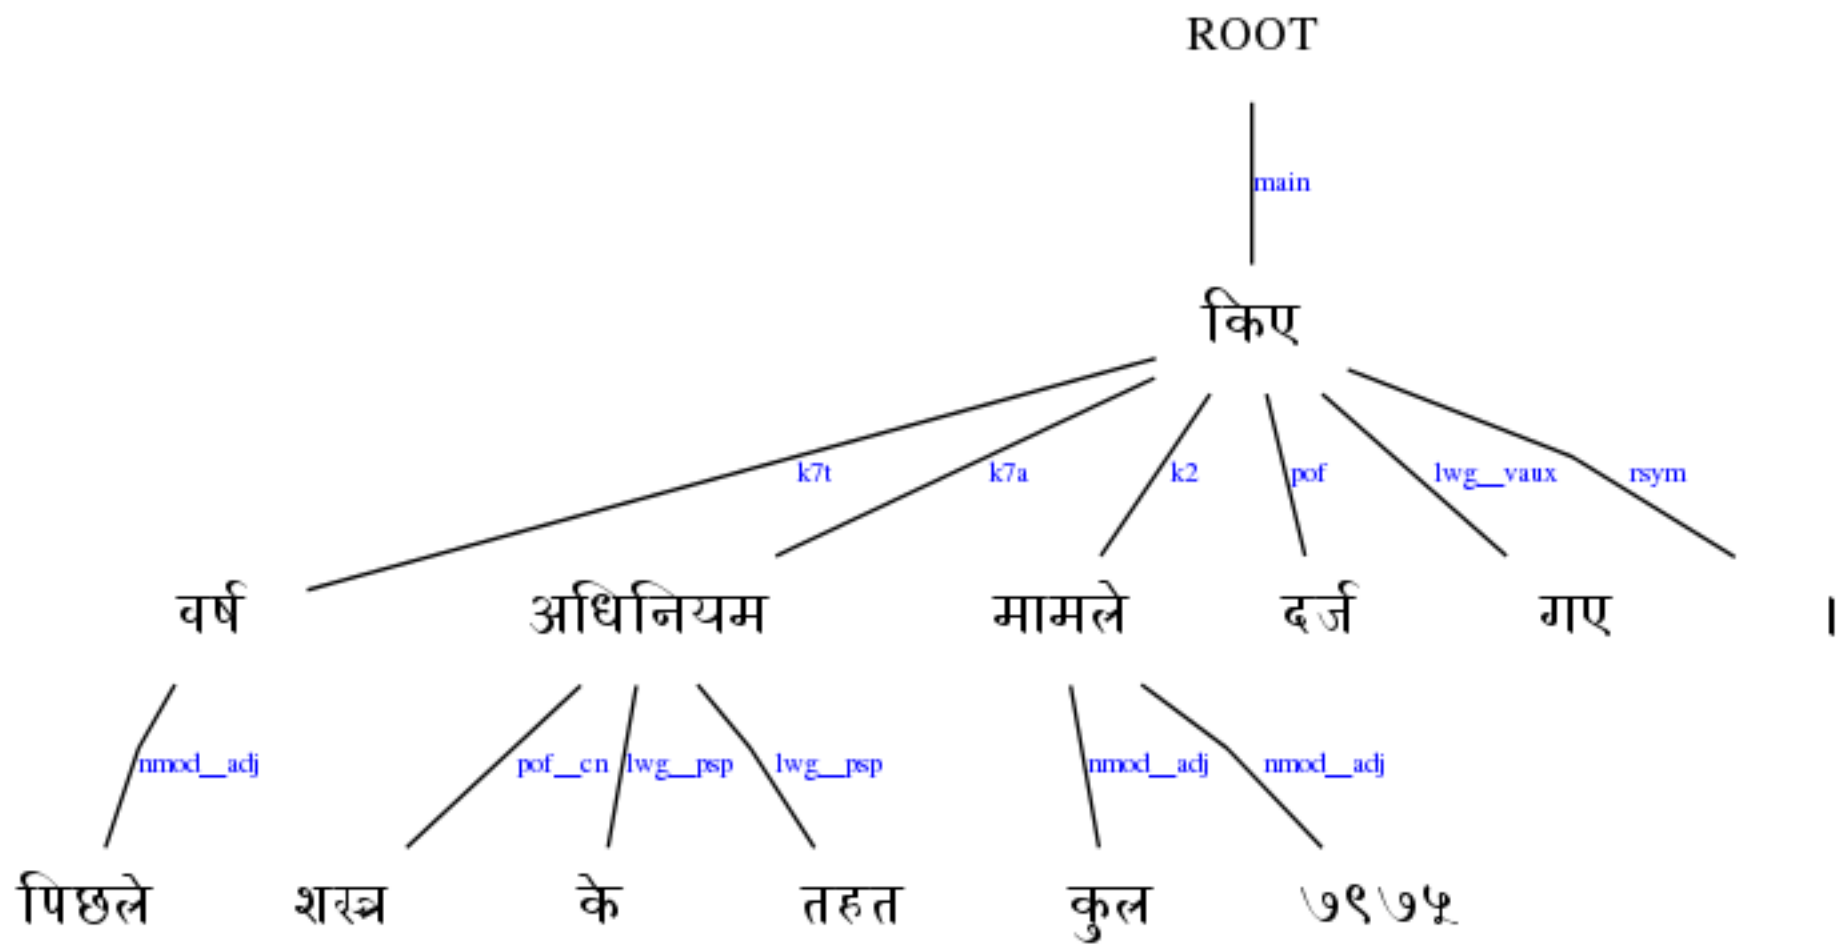 ROOT
main
किए
k7t k7a k2 pof lwg__vaux rsym
वर्ष अधिनियम मामले दर्ज गए ।
nmod__adj pof__cn lwg__psp lwg__psp nmod__adj nmod__adj
पिछले शस्त्र के तहत कुल ७९७५